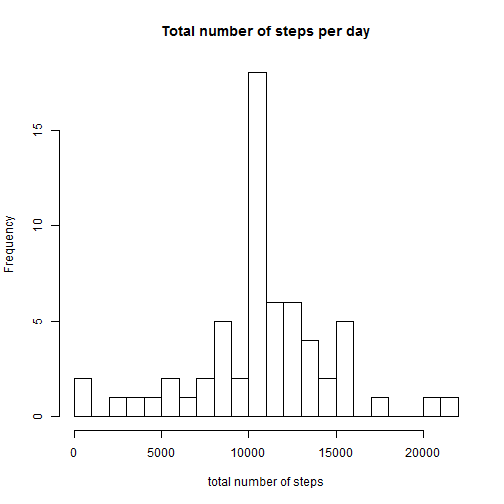 Total number of steps per day
Frequency
15
10
5
0
0 5000 10000 15000 20000
total number of steps